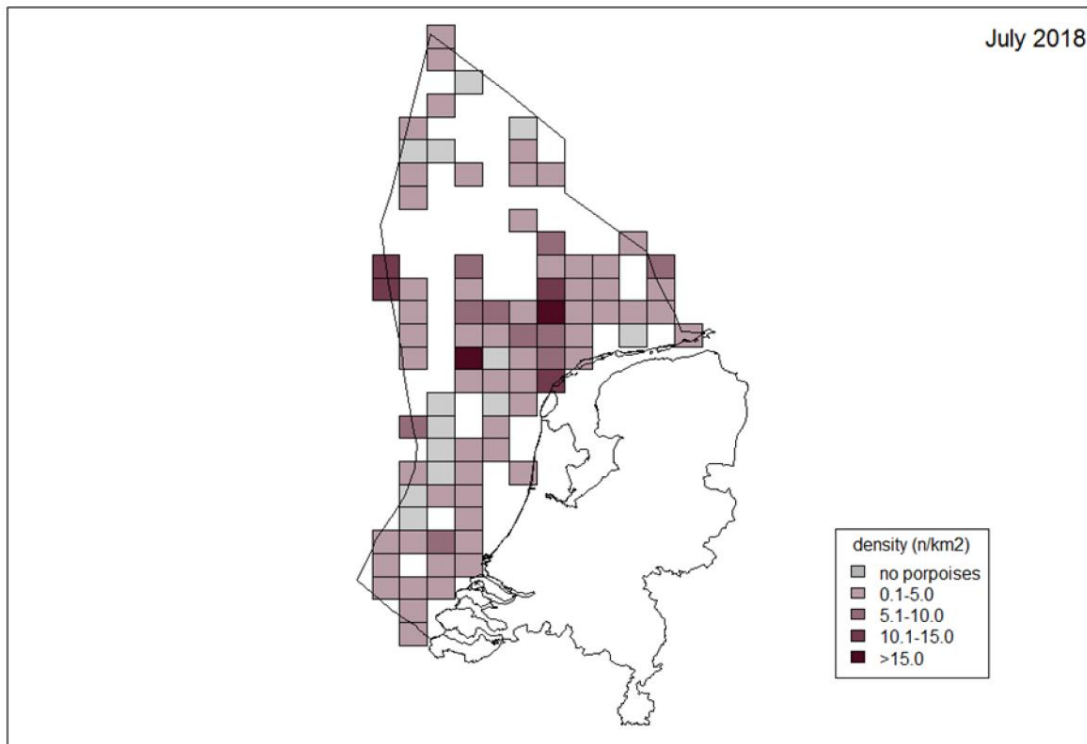 July 2018
density (n/km2)
no porpoises
0.1-5.0
5.1-10.0
10.1-15.0
>15.0